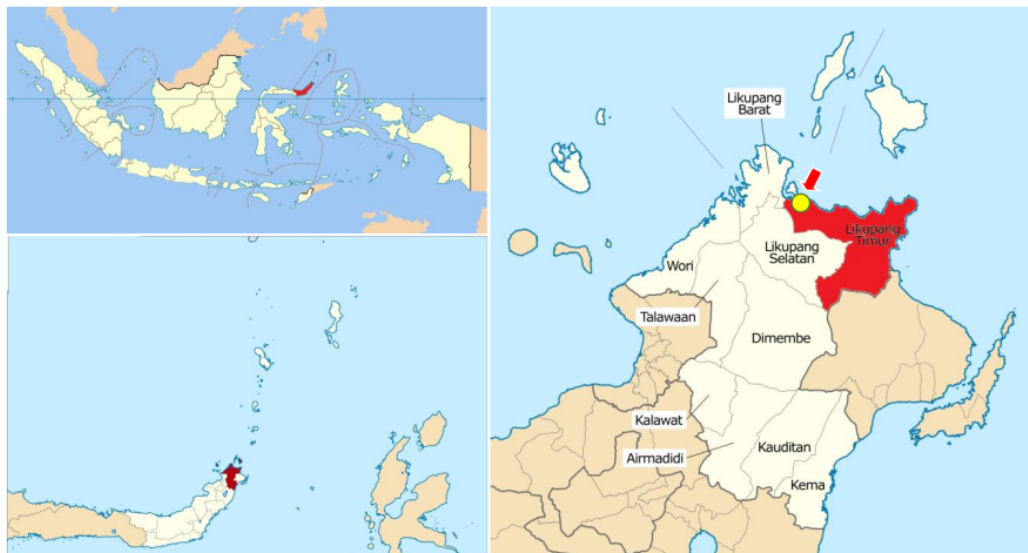 Likupang
Barat
Likupang
Timur
Likupang
Selatan
Wori
Talawaan
Dimembe
Kalawat
Kauditan
Airmadidi
Kema